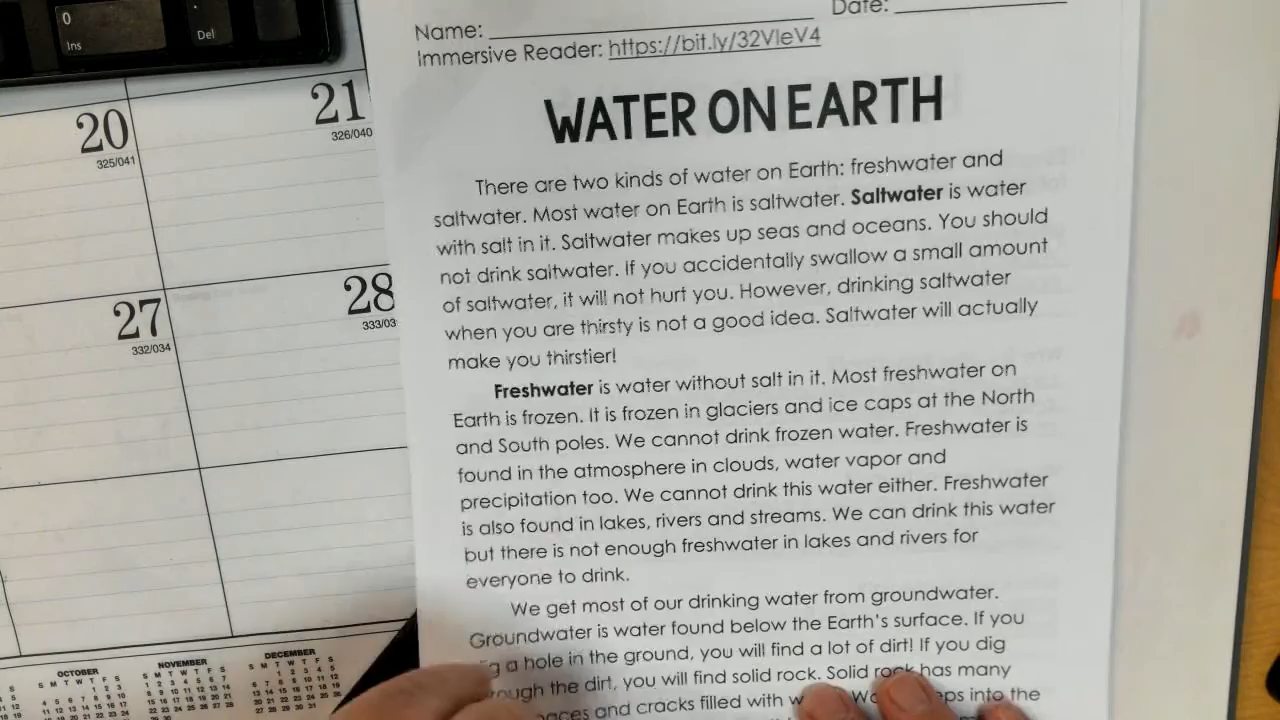 0
Ins
.
Del
20
325/041
21
326/040
27
332/034
28
333/03
OCTOBER
NOVEMBER
DECEMBER
Name:
Date:
Immersive Reader: https://bit.ly/32VIeV4
WATER ON EARTH
There are two kinds of water on Earth: freshwater and
saltwater. Most water on Earth is saltwater. Saltwater is water
with salt in it. Saltwater makes up seas and oceans. You should
not drink saltwater. If you accidentally swallow a small amount
of saltwater, it will not hurt you. However, drinking saltwater
when you are thirsty is not a good idea. Saltwater will actually
make you thirstier!
Freshwater is water without salt in it. Most freshwater on
Earth is frozen. It is frozen in glaciers and ice caps at the North
and South poles. We cannot drink frozen water. Freshwater is
found in the atmosphere in clouds, water vapor and
precipitation too. We cannot drink this water either. Freshwater
is also found in lakes, rivers and streams. We can drink this water
but there is not enough freshwater in lakes and rivers for
everyone to drink.
We get most of our drinking water from groundwater.
Groundwater is water found below the Earth's surface. If you
a hole in the ground, you will find a lot of dirt! If you dig
the dirt, you will find solid rock. Solid rock has many
and cracks filled with into the